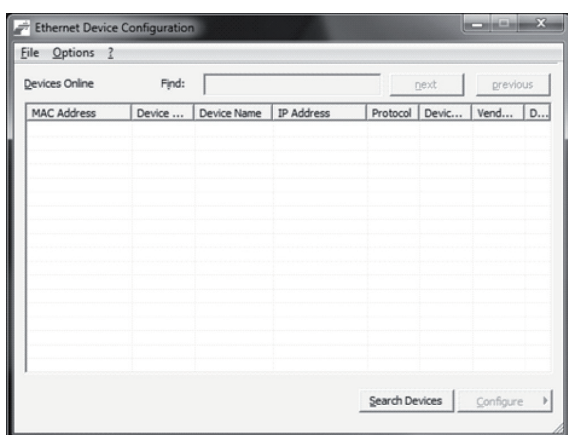 Ethernet Device Configuration
File Options ?
Devices Online Find: next previous
MAC Address Device ... Device Name IP Address Protocol Devic... Vend... D...
Search Devices Configure